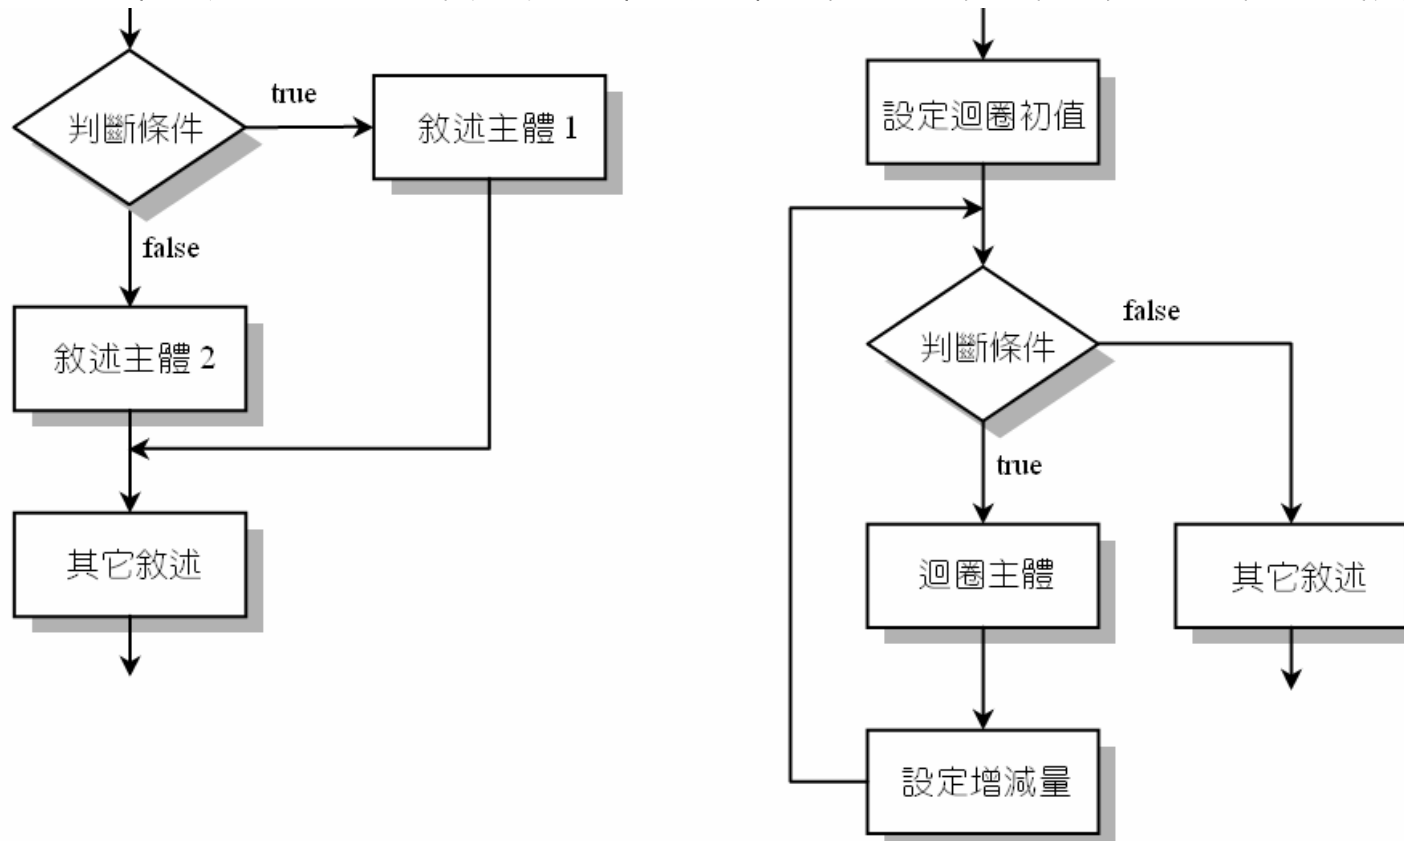 判斷條件
true
敘述主體 1
false
敘述主體 2
其它敘述
設定迴圈初值
判斷條件
false
true
迴圈主體
其它敘述
設定增減量